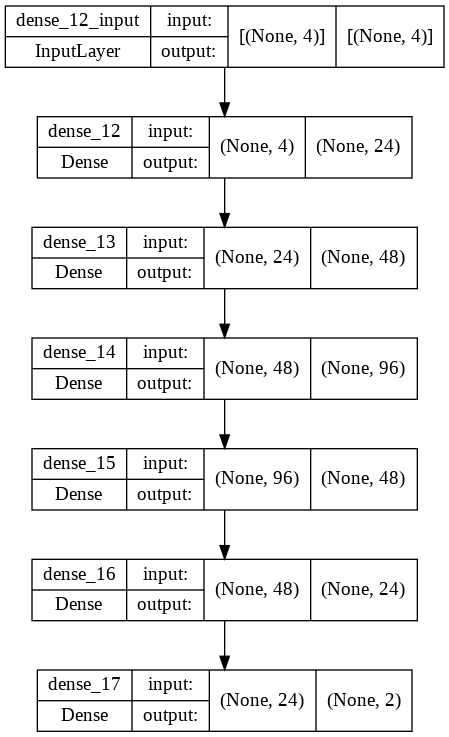 dense_12_input input: [(None, 4)] [(None, 4)]
InputLayer output:
dense_12 input: (None, 4) (None, 24)
Dense output:
dense_13 input: (None, 24) (None, 48)
Dense output:
dense_14 input: (None, 48) (None, 96)
Dense output:
dense_15 input: (None, 96) (None, 48)
Dense output:
dense_16 input: (None, 48) (None, 24)
Dense output:
dense_17 input: (None, 24) (None, 2)
Dense output: